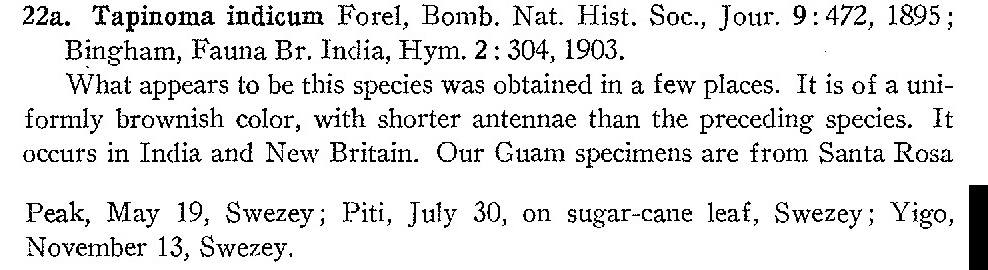 22a. Tapinoma indicum Forel, Bomb. Nat. Hist. Soc., Jour. 9: 472, 1895;
Bingham, Fauna Br. India, Hym. 2: 304, 1903.
What appears to be this species was obtained in a few places. It is of a uni-
formly brownish color, with shorter antennae than the preceding species. It
occurs in India and New Britain. Our Guam specimens are from Santa Rosa
Peak, May 19, Swezey; Piti, July 30, on sugar-cane leaf, Swezey; Yigo,
November 13, Swezey.